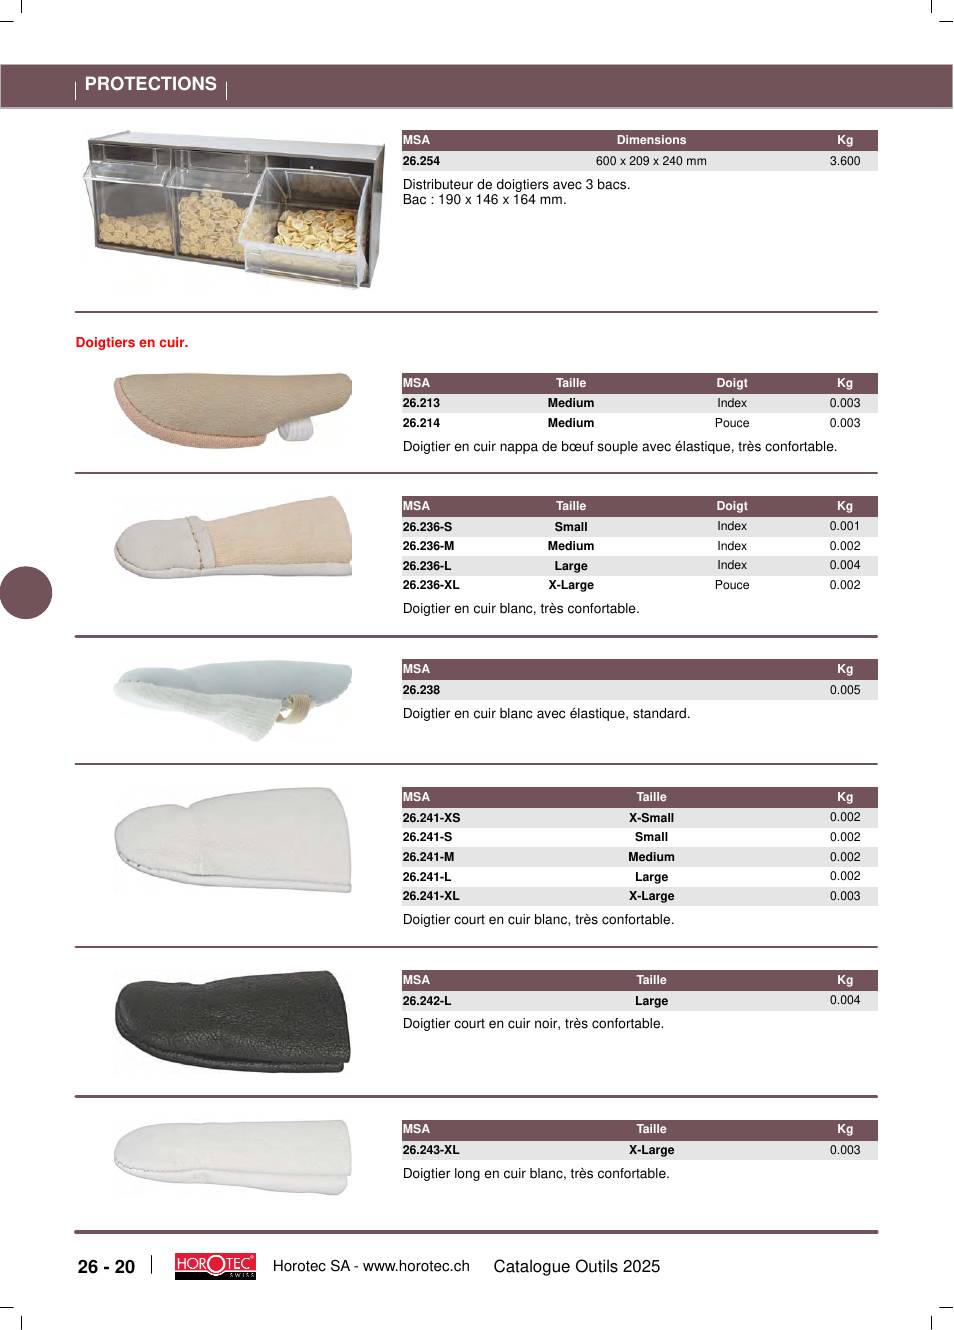 PROTECTIONS
MSA Dimensions Kg
26.254 600 x 209 x 240 mm 3.600
Distributeur de doigtiers avec 3 bacs.
Bac : 190 x 146 x 164 mm.
Doigtiers en cuir.
MSA Taille Doigt Kg
26.213 Medium Index 0.003
26.214 Medium Pouce 0.003
Doigtier en cuir nappa de bœuf souple avec élastique, très confortable.
MSA Taille Doigt Kg
26.236-S Small Index 0.001
26.236-M Medium Index 0.002
26.236-L Large Index 0.004
26.236-XL X-Large Pouce 0.002
Doigtier en cuir blanc, très confortable.
MSA Kg
26.238 0.005
Doigtier en cuir blanc avec élastique, standard.
MSA Taille Kg
26.241-XS X-Small 0.002
26.241-S Small 0.002
26.241-M Medium 0.002
26.241-L Large 0.002
26.241-XL X-Large 0.003
Doigtier court en cuir blanc, très confortable.
MSA Taille Kg
26.242-L Large 0.004
Doigtier court en cuir noir, très confortable.
MSA Taille Kg
26.243-XL X-Large 0.003
Doigtier long en cuir blanc, très confortable.
26 - 20 HOROTEC® SWISS Horotec SA - www.horotec.ch Catalogue Outils 2025